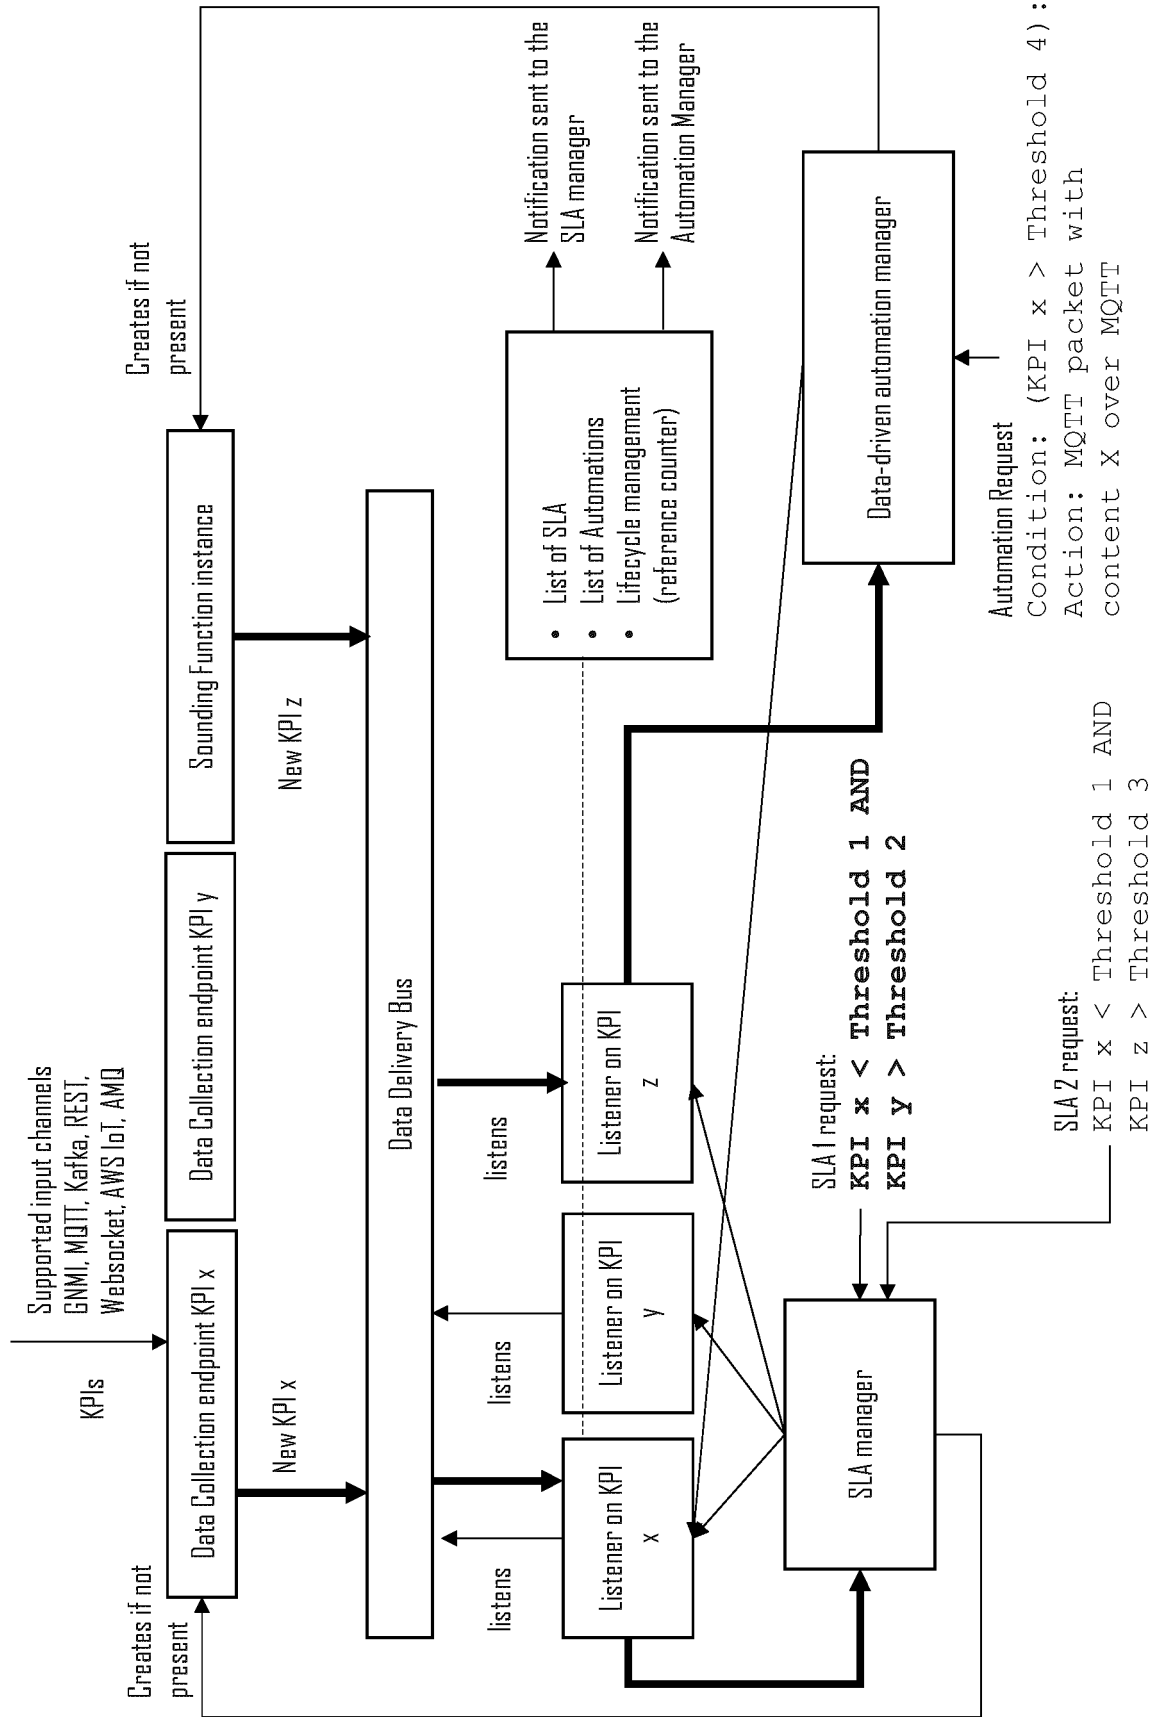 Supported input channels
GNMI, MQTT, Kafka, REST,
Websocket, AWS IoT, AMQ
KPIs
Creates if not
present
Creates if not
present
Data Collection endpoint KPI x
Data Collection endpoint KPI y
Sounding Function instance
New KPI x
New KPI z
Data Delivery Bus
listens
listens
listens
Listener on KPI
x
Listener on KPI
y
Listener on KPI
z
• List of SLA
• List of Automations
• Lifecycle management
(reference counter)
Notification sent to the
SLA manager
Notification sent to the
Automation Manager
SLA manager
SLA 1 request:
KPI x < Threshold 1 AND
KPI y > Threshold 2
Data-driven automation manager
SLA 2 request:
KPI x < Threshold 1 AND
KPI z > Threshold 3
Automation Request
Condition: (KPI x > Threshold 4):
Action: MQTT packet with
content X over MQTT